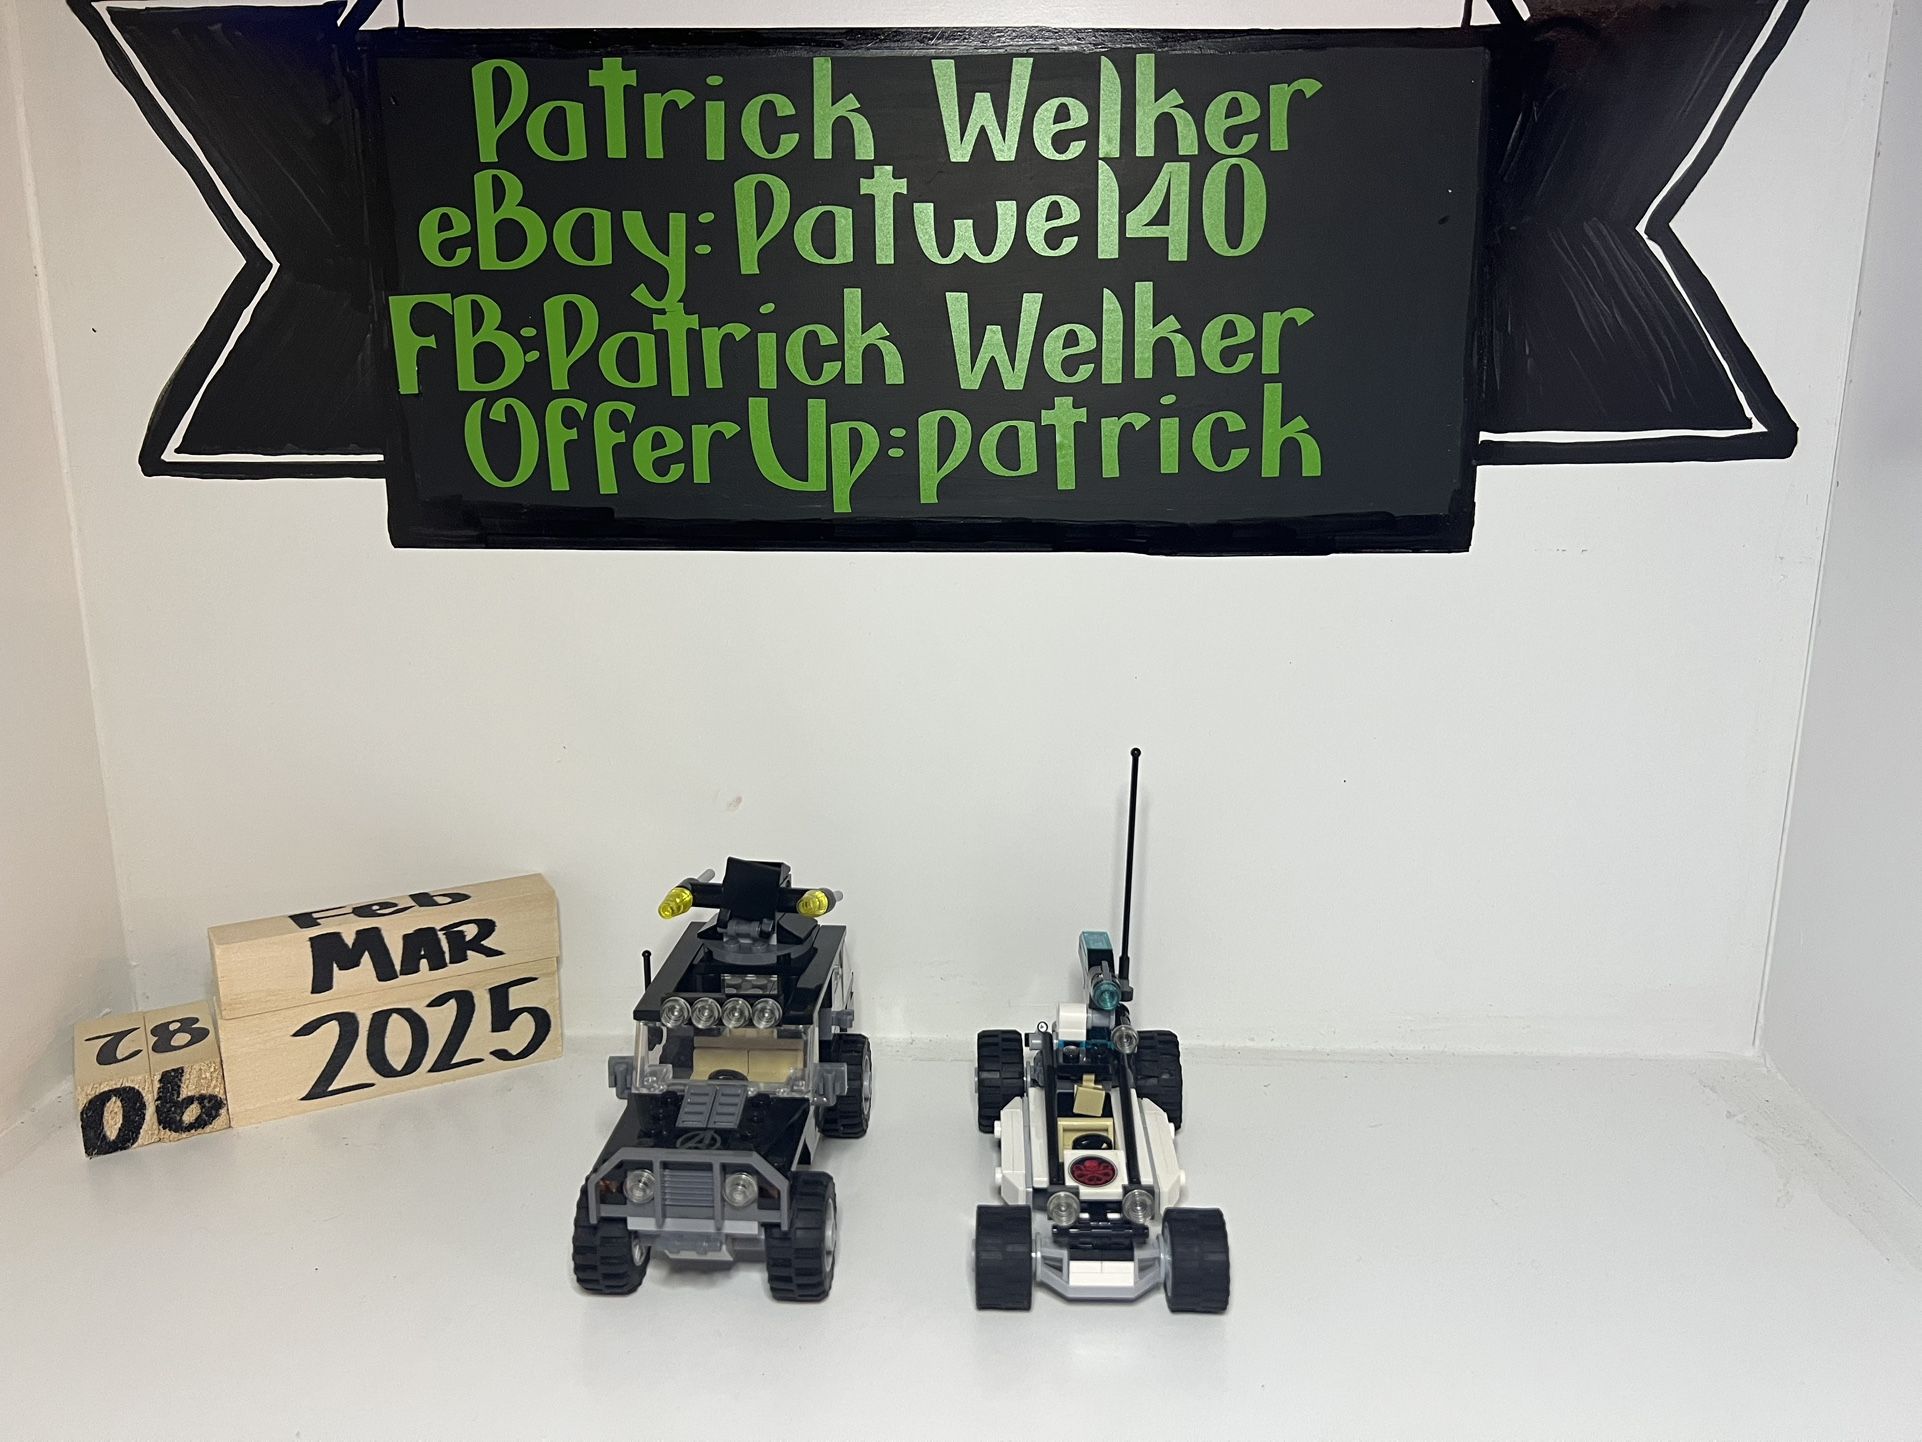 Patrick Welker
eBay: Patwel40
FB:Patrick Welker
OfferUp:patrick
Feb
MAR
2025
28
06